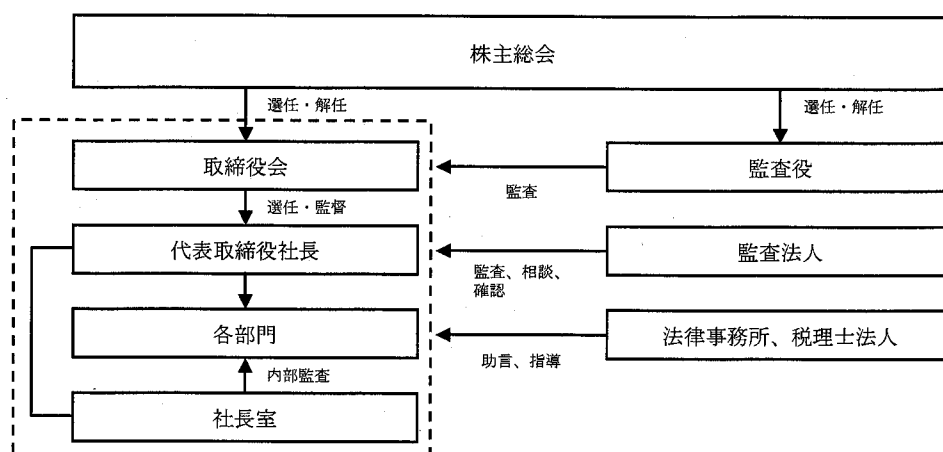 株主総会
選任・解任
選任・解任
取締役会
監査役
監査
選任・監督
代表取締役社長
監査法人
監査、相談、
確認
各部門
法律事務所、税理士法人
助言、指導
内部監査
社長室